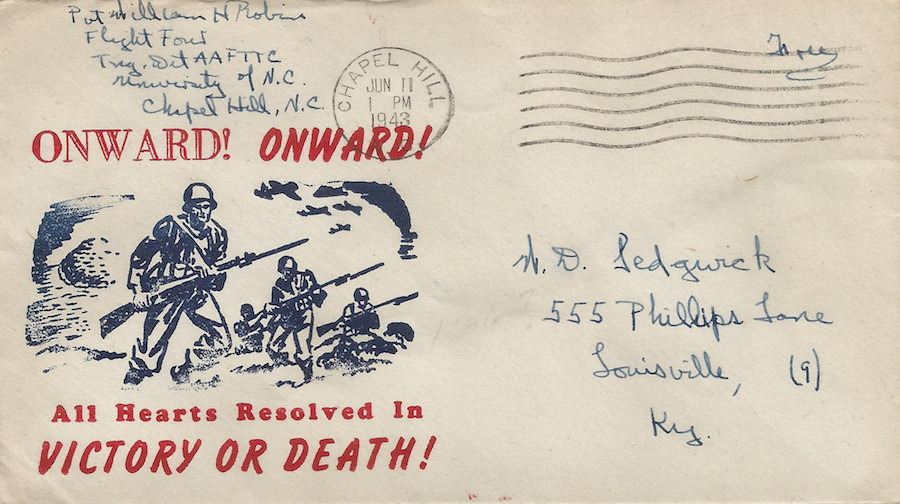 Pvt William H Robins
Flight Four
Trng. Det AAFTTC
University of N.C.
Chapel Hill, N.C.
CHAPEL HILL
JUN 11
1 PM
1943
Free
ONWARD! ONWARD!
W. D. Sedgwick
555 Phillips Lane
Louisville, (9)
Ky.
All Hearts Resolved In
VICTORY OR DEATH!